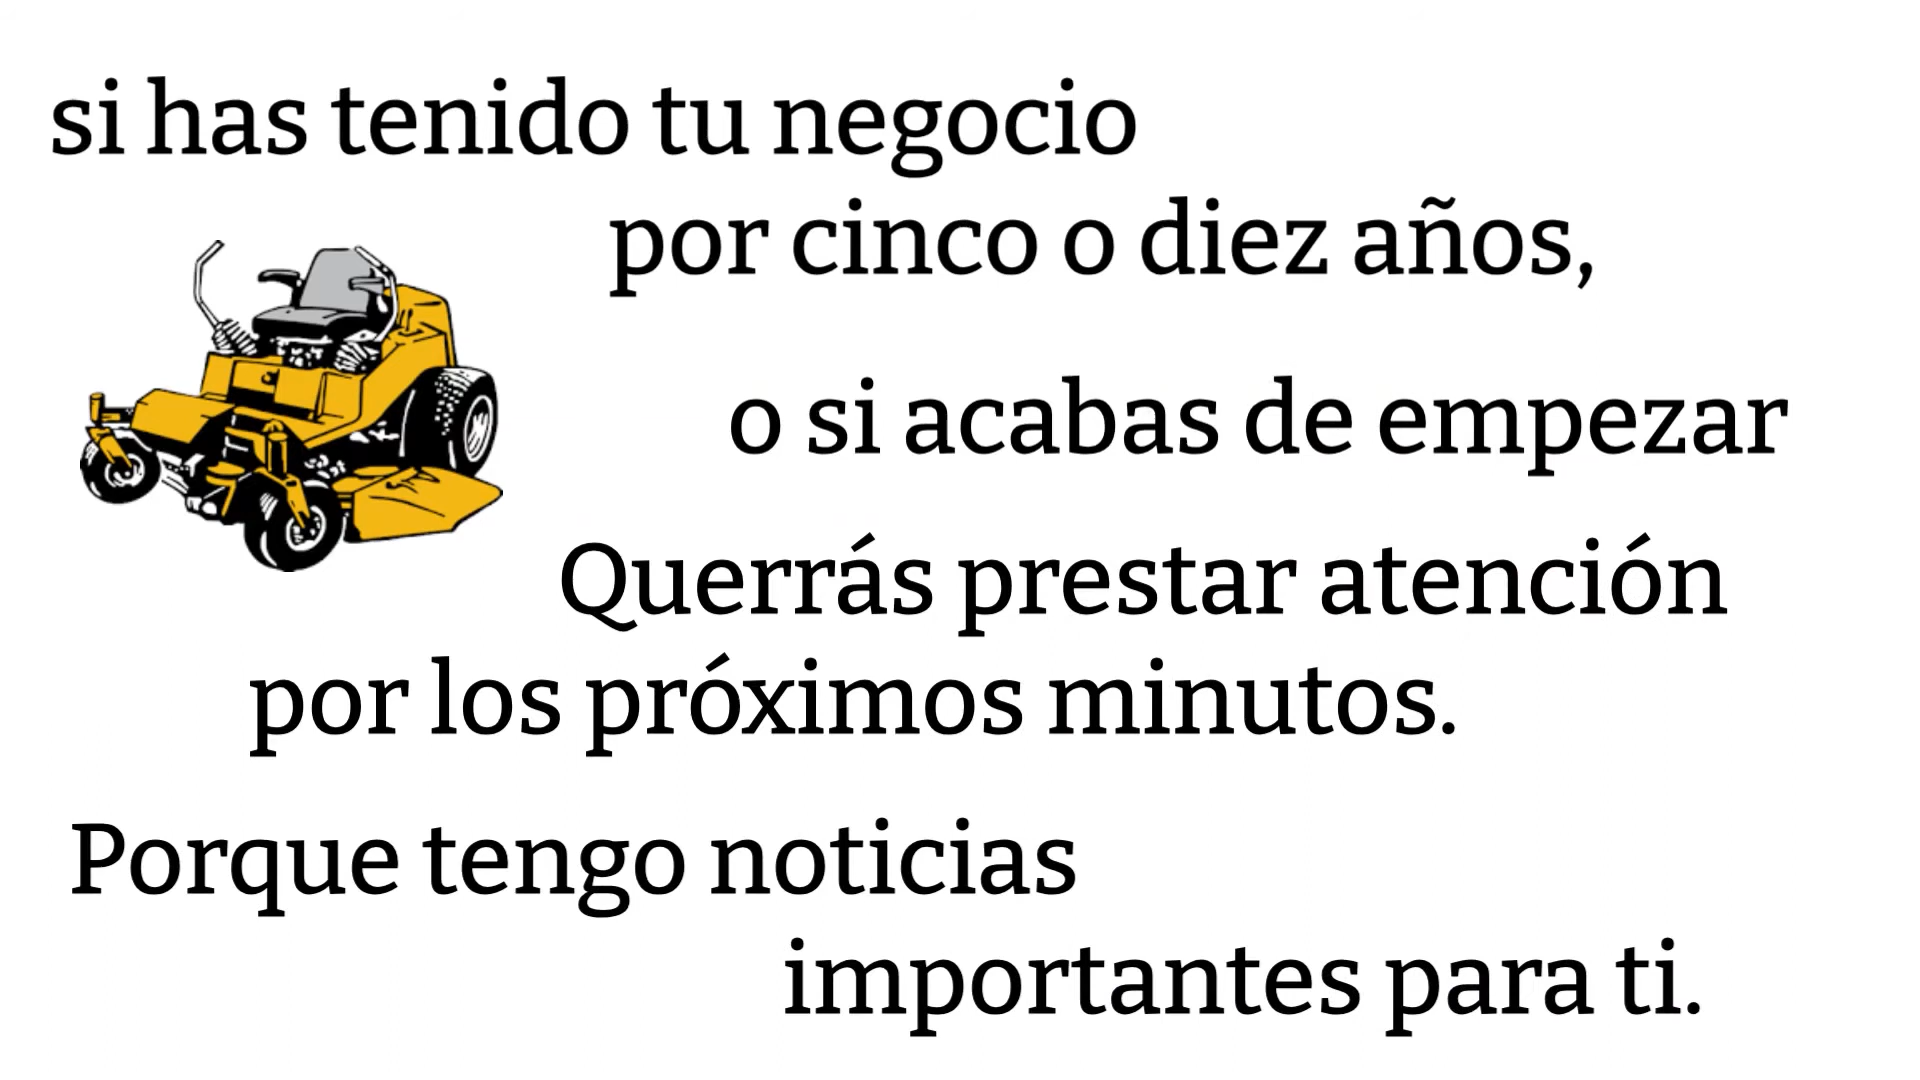 si has tenido tu negocio
por cinco o diez años,
o si acabas de empezar
Querrás prestar atención
por los próximos minutos.
Porque tengo noticias
importantes para ti.